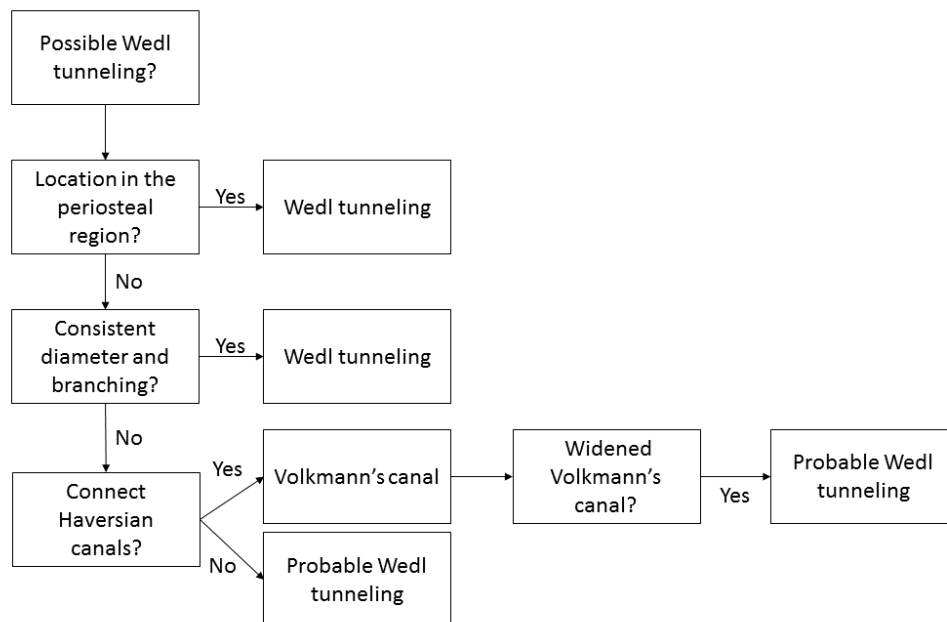 Possible Wedl
tunneling?
Location in the
periosteal
region?
Yes
Wedl tunneling
No
Consistent
diameter and
branching?
Yes
Wedl tunneling
No
Connect
Haversian
canals?
Yes
Volkmann's canal
Widened
Volkmann's
canal?
Yes
Probable Wedl
tunneling
No
Probable Wedl
tunneling